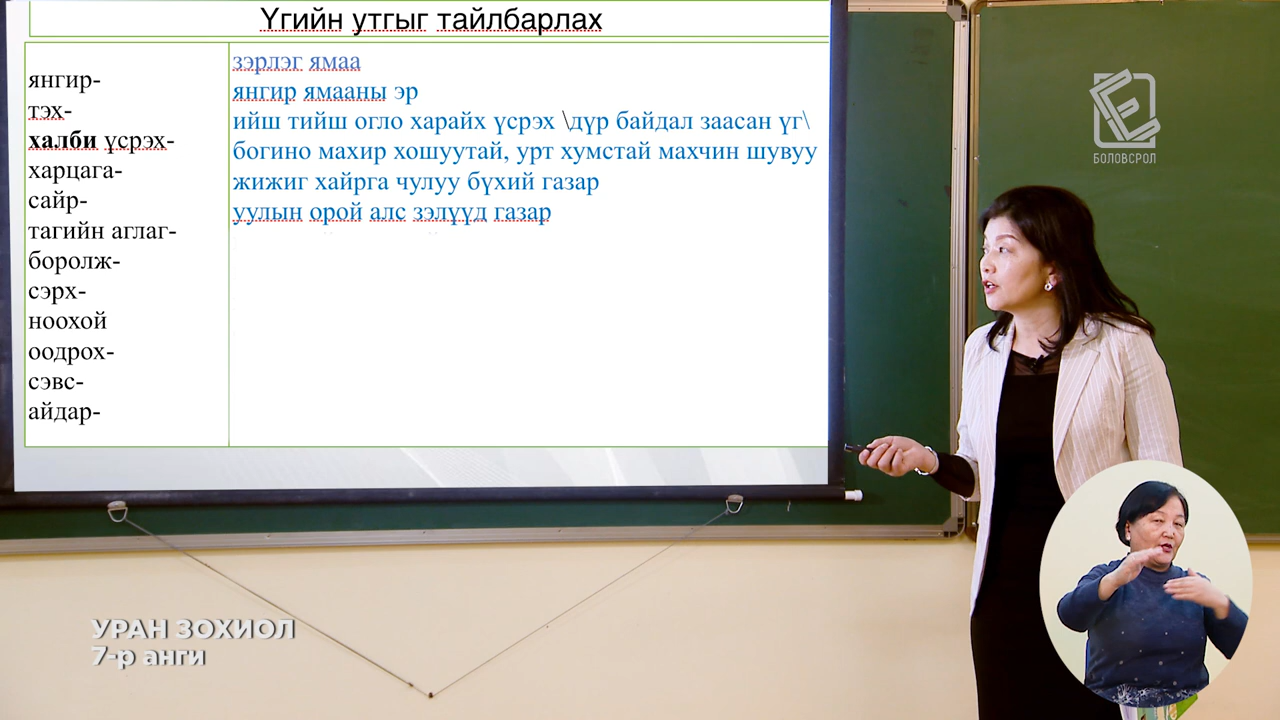 Үгийн утгыг тайлбарлах
янгир-
тэх-
халби үсрэх-
харцага-
сайр-
тагийн аглаг-
боролж-
сэрх-
ноохой
оодрох-
сэвс-
айдар-
зэрлэг ямаа
янгир ямааны эр
ийш тийш огло харайх үсрэх \дүр байдал заасан үг\
богино махир хошуутай, урт хумстай махчин шувуу
жижиг хайрга чулуу бүхий газар
уулын орой алс зэлүүд газар
БОЛОВСРОЛ
УРАН ЗОХИОЛ
7-р анги